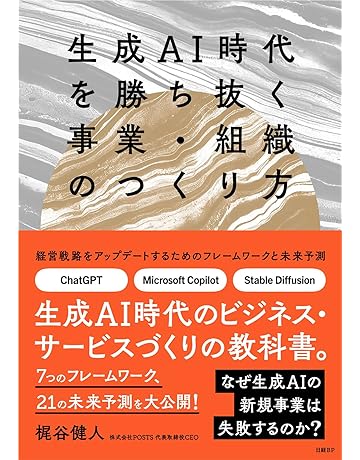 生成AI時代
を勝ち抜く
事業・組織
のつくり方
経営戦略をアップデートするためのフレームワークと未来予測
ChatGPT
Microsoft Copilot
Stable Diffusion
生成AI時代のビジネス・
サービスづくりの教科書。
7つのフレームワーク、
21の未来予測を大公開!
なぜ生成AIの
新規事業は
失敗するのか?
梶谷健人 株式会社POSTS 代表取締役CEO
日経BP